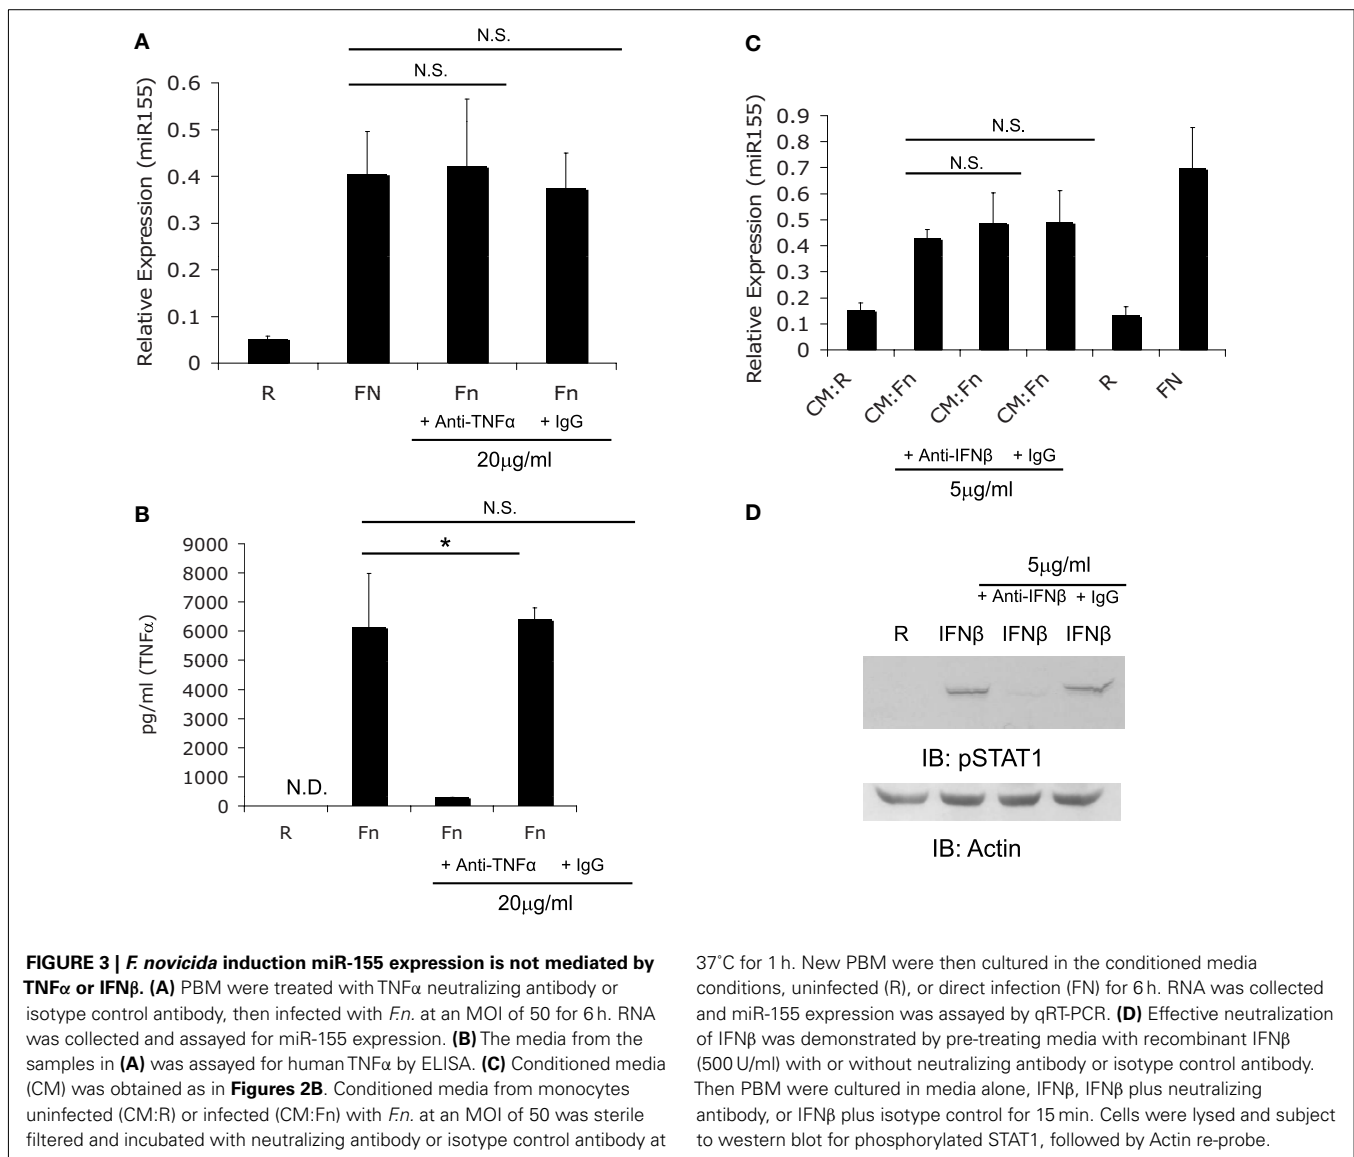 A
N.S.
N.S.
Relative Expression (miR155)
0.6
0.5
0.4
0.3
0.2
0.1
0
R FN Fn Fn
+ Anti-TNFα + IgG
20µg/ml
B
N.S.
*
pg/ml (TNFα)
9000
8000
7000
6000
5000
4000
3000
2000
1000
0
N.D.
R Fn Fn Fn
+ Anti-TNFα + IgG
20µg/ml
C
N.S.
N.S.
Relative Expression (miR155)
0.9
0.8
0.7
0.6
0.5
0.4
0.3
0.2
0.1
0
CM:R CM:Fn CM:Fn CM:Fn R FN
+ Anti-IFNβ + IgG
5µg/ml
D
5µg/ml
+ Anti-IFNβ + IgG
R IFNβ IFNβ IFNβ
IB: pSTAT1
IB: Actin
FIGURE 3 | F. novicida induction miR-155 expression is not mediated by
TNFα or IFNβ. (A) PBM were treated with TNFα neutralizing antibody or
isotype control antibody, then infected with F.n. at an MOI of 50 for 6 h. RNA
was collected and assayed for miR-155 expression. (B) The media from the
samples in (A) was assayed for human TNFα by ELISA. (C) Conditioned media
(CM) was obtained as in Figures 2B. Conditioned media from monocytes
uninfected (CM:R) or infected (CM:Fn) with F.n. at an MOI of 50 was sterile
filtered and incubated with neutralizing antibody or isotype control antibody at
37˚C for 1 h. New PBM were then cultured in the conditioned media
conditions, uninfected (R), or direct infection (FN) for 6 h. RNA was collected
and miR-155 expression was assayed by qRT-PCR. (D) Effective neutralization
of IFNβ was demonstrated by pre-treating media with recombinant IFNβ
(500 U/ml) with or without neutralizing antibody or isotype control antibody.
Then PBM were cultured in media alone, IFNβ, IFNβ plus neutralizing
antibody, or IFNβ plus isotype control for 15 min. Cells were lysed and subject
to western blot for phosphorylated STAT1, followed by Actin re-probe.